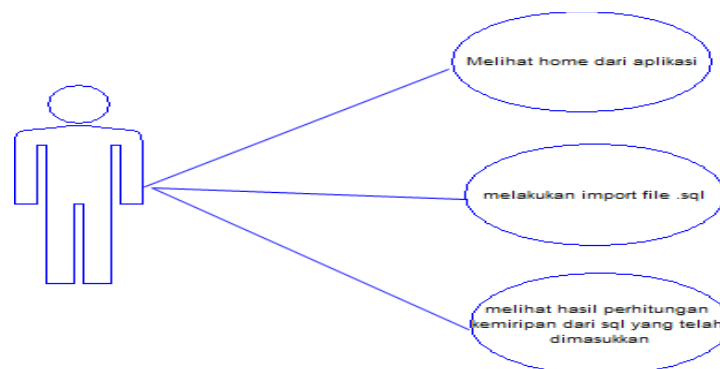 Melihat home dari aplikasi
melakukan import file .sql
melihat hasil perhitungan
kemiripan dari sql yang telah
dimasukkan